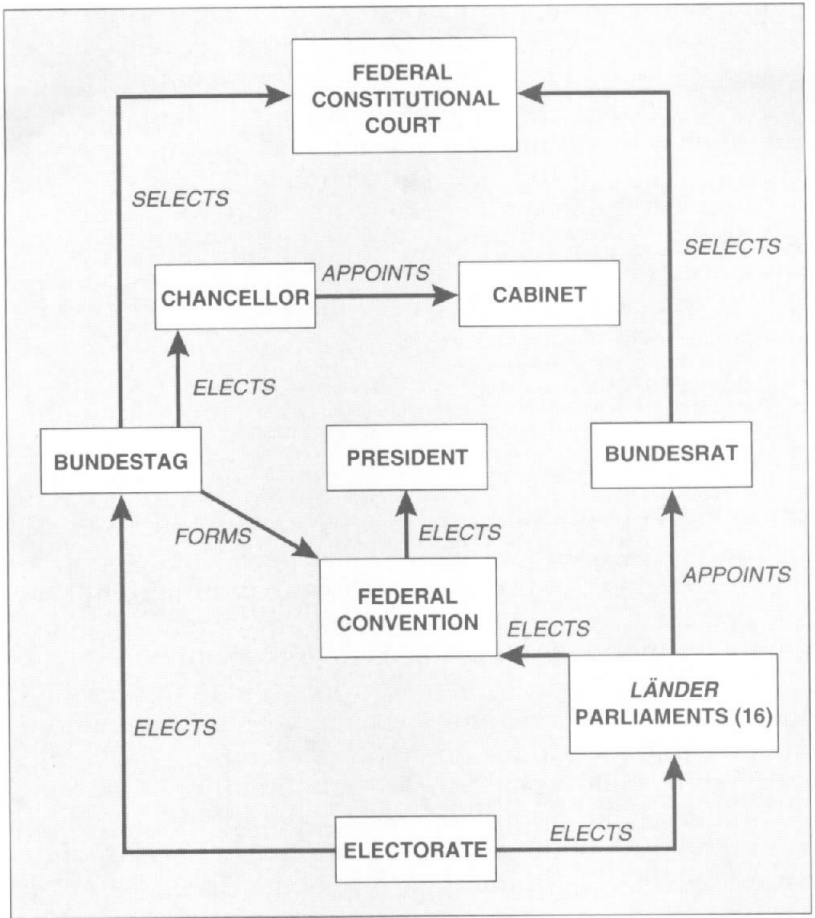 FEDERAL
CONSTITUTIONAL
COURT
SELECTS
SELECTS
CHANCELLOR
APPOINTS
CABINET
ELECTS
BUNDESTAG
PRESIDENT
BUNDESRAT
FORMS
ELECTS
APPOINTS
FEDERAL
CONVENTION
ELECTS
LÄNDER
PARLIAMENTS (16)
ELECTS
ELECTORATE
ELECTS